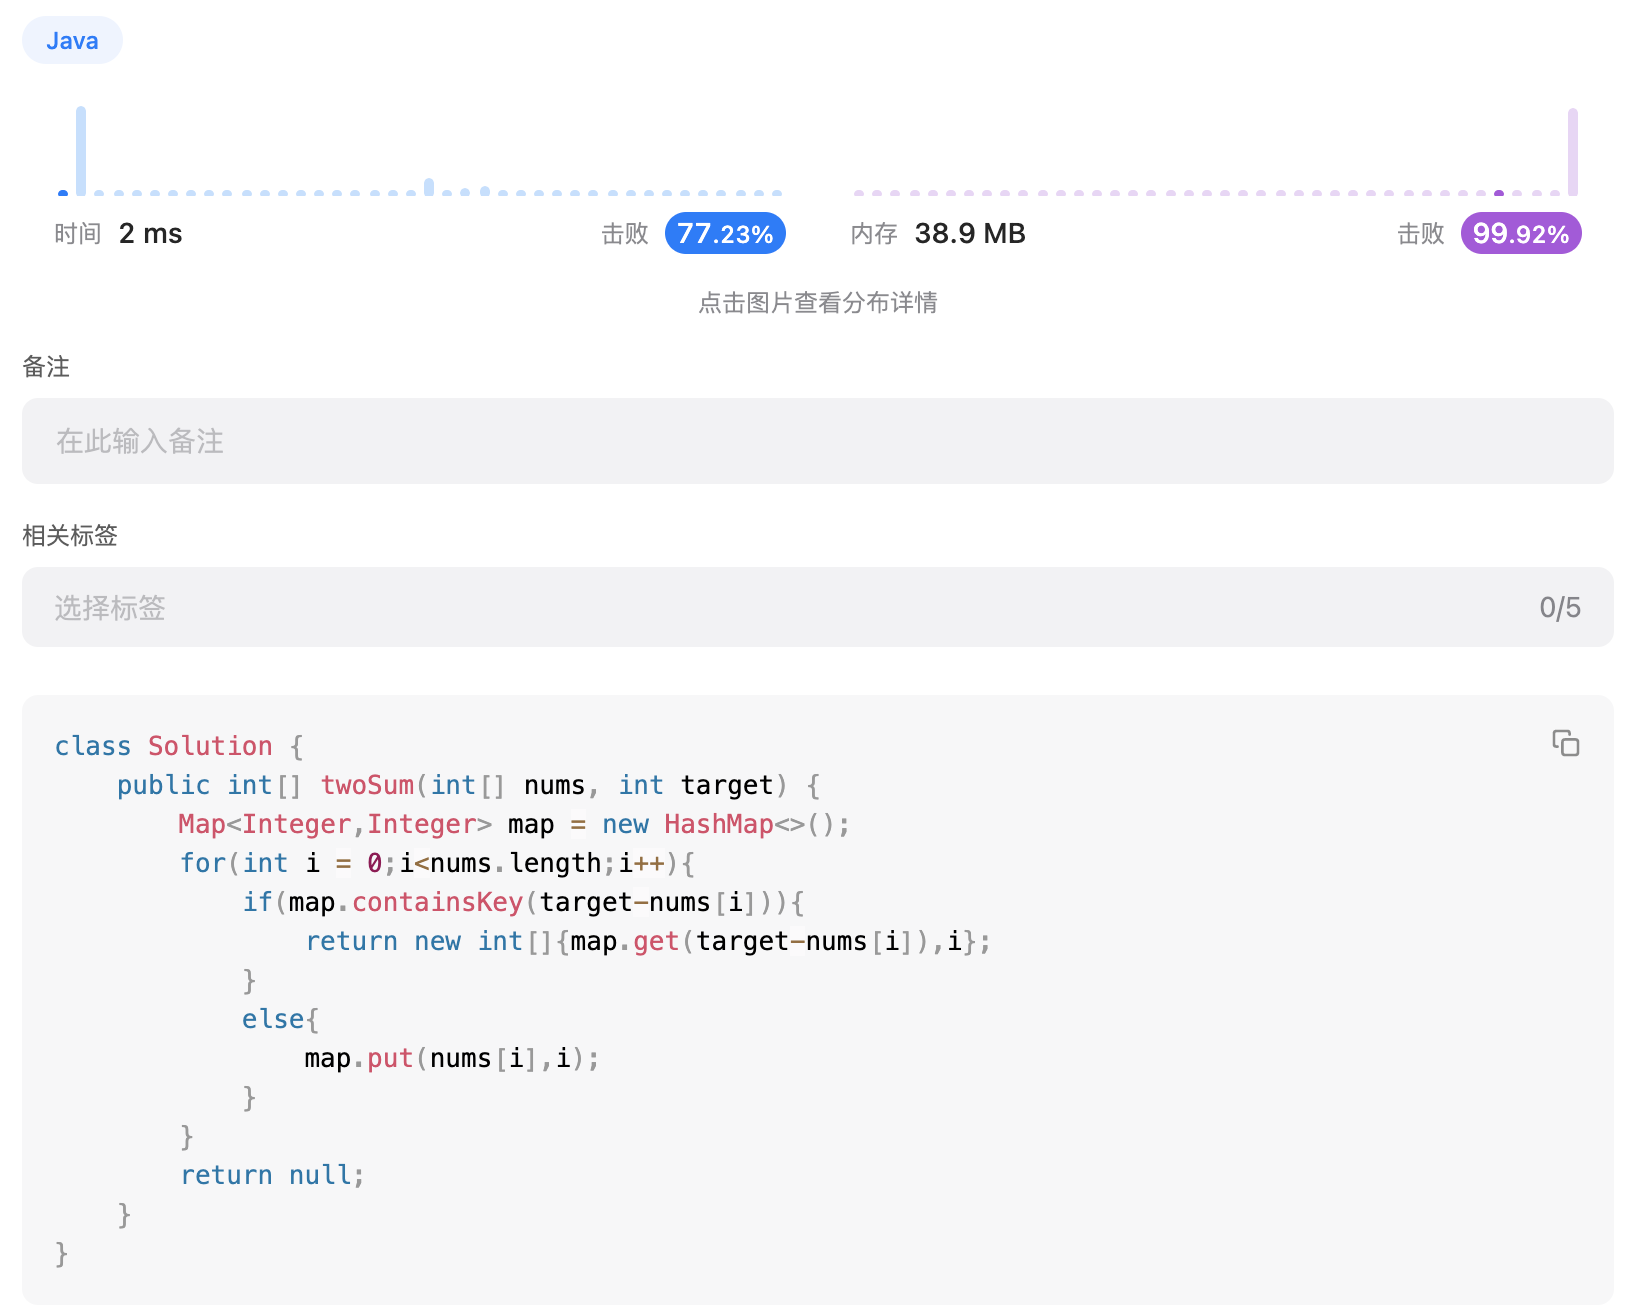 Java
时间 2 ms 击败 77.23% 内存 38.9 MB 击败 99.92%
点击图片查看分布详情
备注
在此输入备注
相关标签
选择标签 0/5
class Solution {
    public int[] twoSum(int[] nums, int target) {
        Map<Integer,Integer> map = new HashMap<>();
        for(int i = 0;i<nums.length;i++){
            if(map.containsKey(target-nums[i])){
                return new int[]{map.get(target-nums[i]),i};
            }
            else{
                map.put(nums[i],i);
            }
        }
        return null;
    }
}